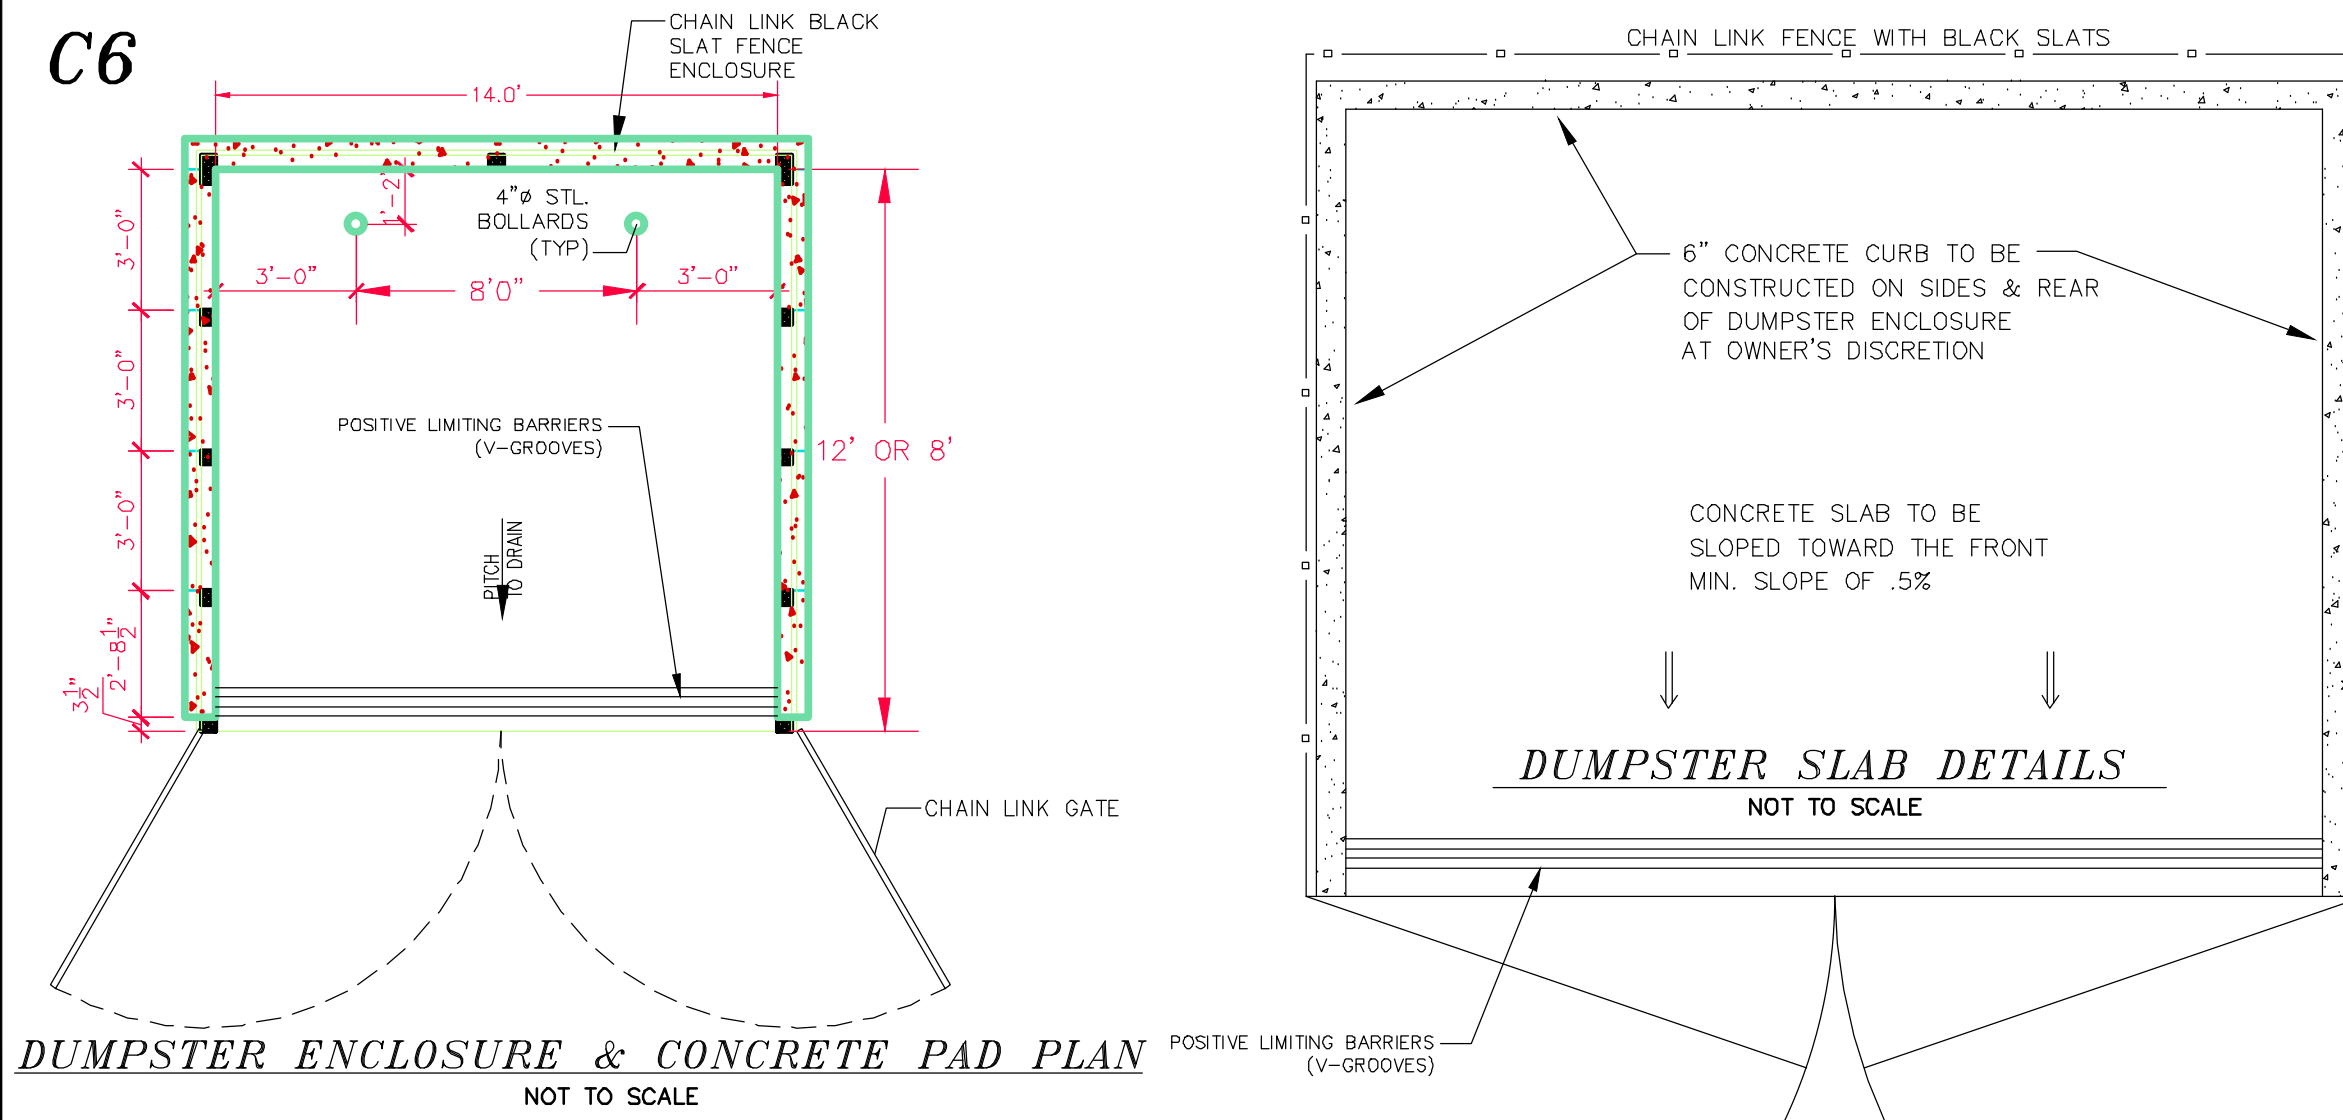 C6
CHAIN LINK BLACK
SLAT FENCE
ENCLOSURE
14.0'
1'-2"
4"ø STL.
BOLLARDS
(TYP)
3'-0"
8'0"
3'-0"
3'-0"
3'-0"
3'-0"
2'-8 1/2"
3 1/2"
12' OR 8'
POSITIVE LIMITING BARRIERS
(V-GROOVES)
PITCH
TO DRAIN
CHAIN LINK GATE
DUMPSTER ENCLOSURE & CONCRETE PAD PLAN
NOT TO SCALE
CHAIN LINK FENCE WITH BLACK SLATS
6" CONCRETE CURB TO BE
CONSTRUCTED ON SIDES & REAR
OF DUMPSTER ENCLOSURE
AT OWNER'S DISCRETION
CONCRETE SLAB TO BE
SLOPED TOWARD THE FRONT
MIN. SLOPE OF .5%
DUMPSTER SLAB DETAILS
NOT TO SCALE
POSITIVE LIMITING BARRIERS
(V-GROOVES)